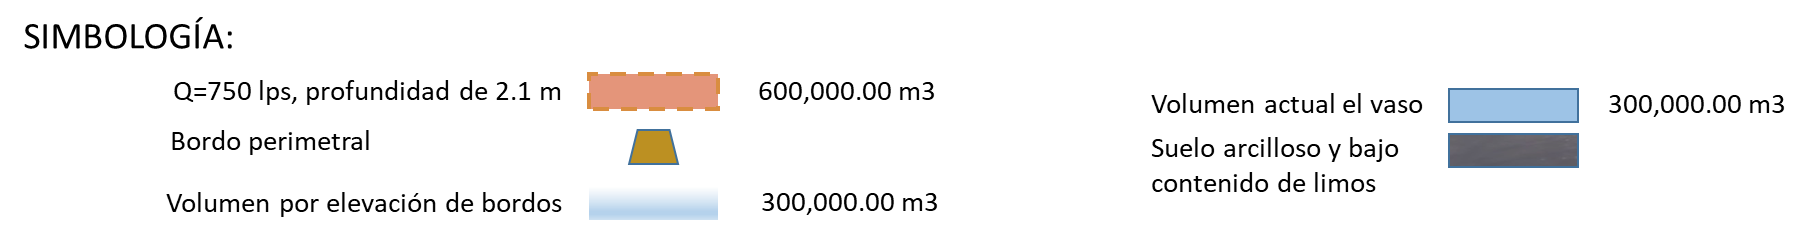 SIMBOLOGÍA:
Q=750 lps, profundidad de 2.1 m 600,000.00 m3
Bordo perimetral
Volumen por elevación de bordos 300,000.00 m3
Volumen actual el vaso 300,000.00 m3
Suelo arcilloso y bajo
contenido de limos